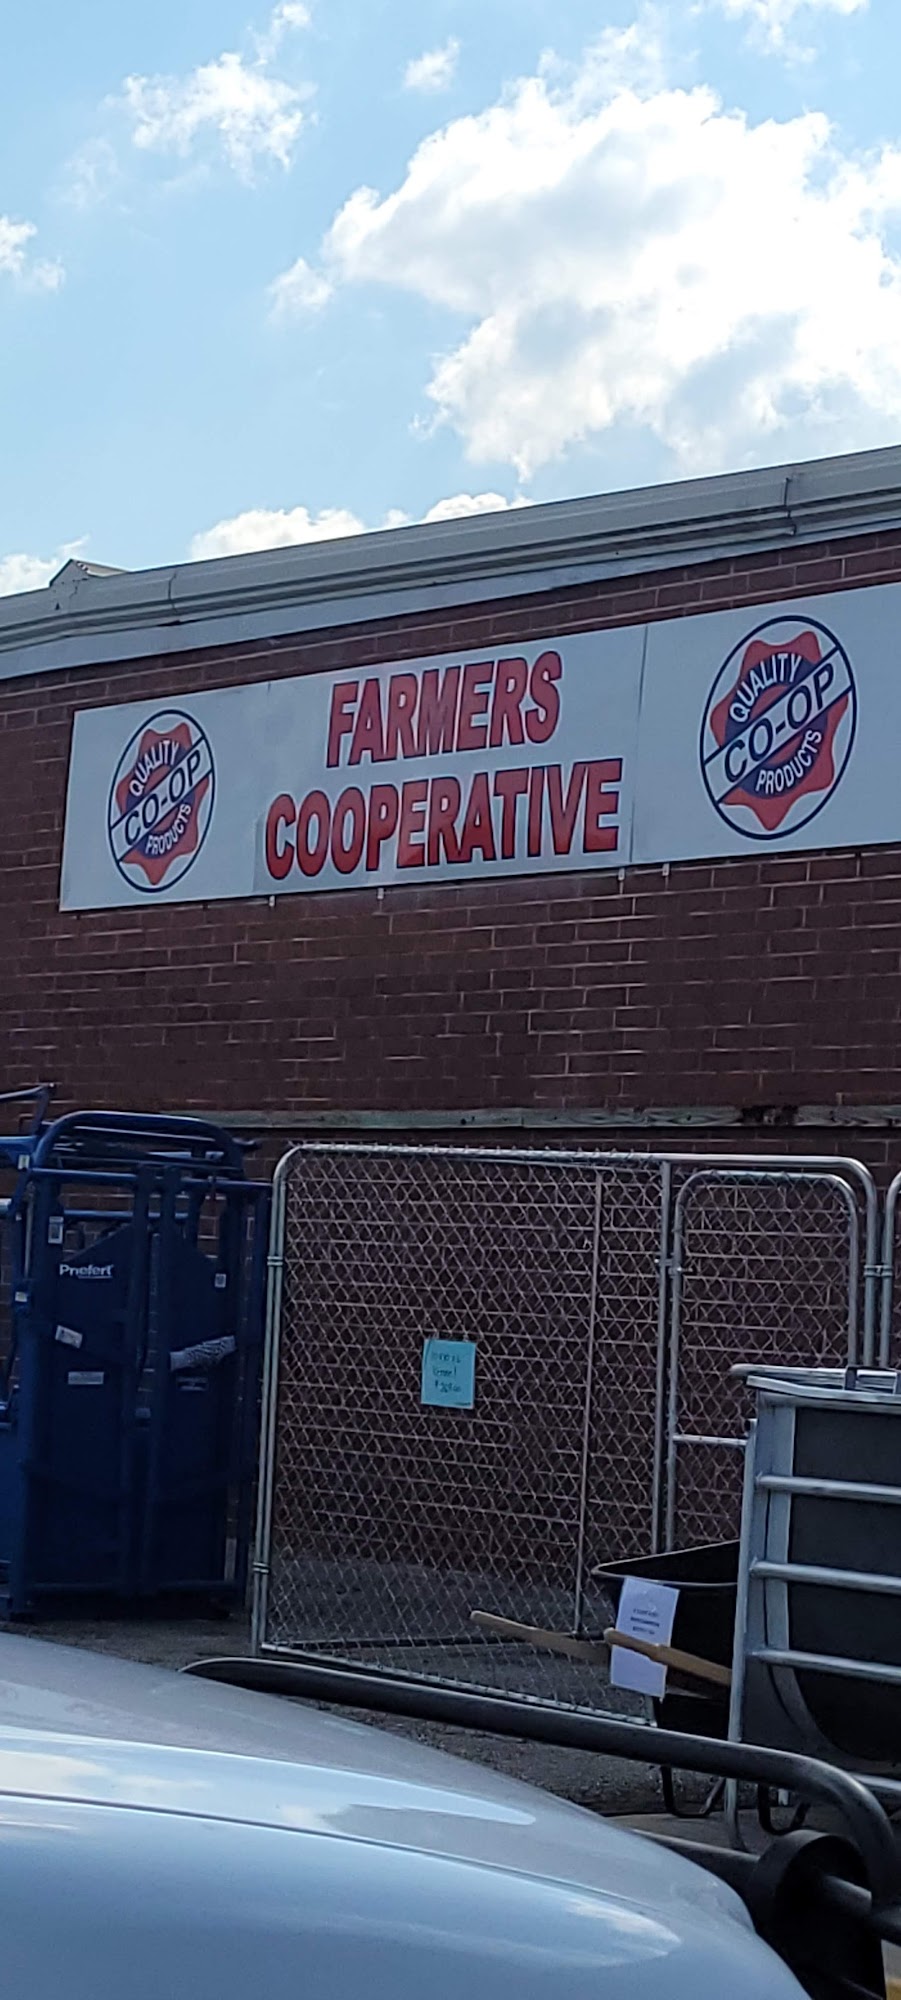 QUALITY
CO-OP
PRODUCTS
FARMERS
COOPERATIVE
QUALITY
CO-OP
PRODUCTS
Priefert